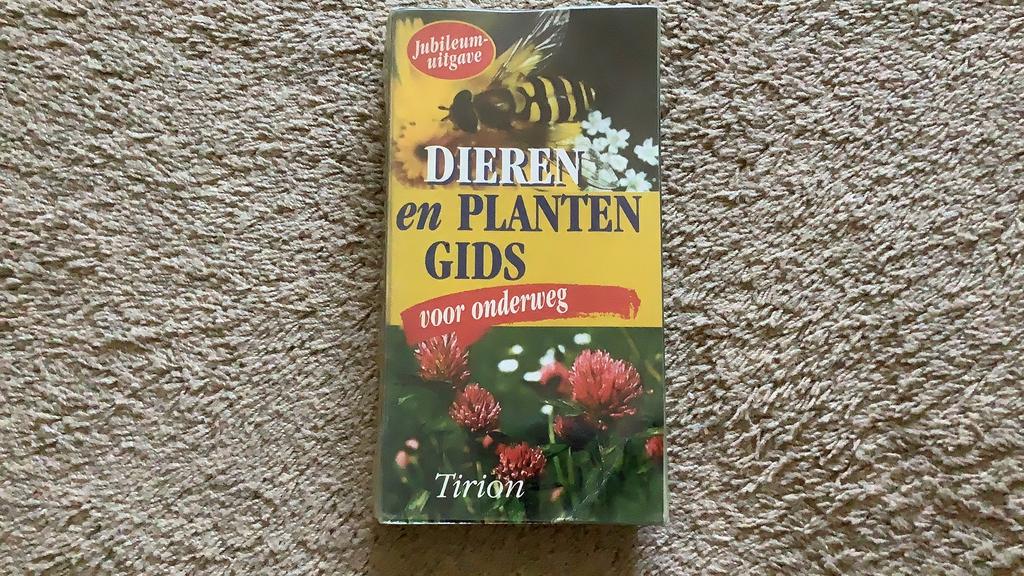 Jubileum-
uitgave
DIEREN
en PLANTEN
GIDS
voor onderweg
Tirion